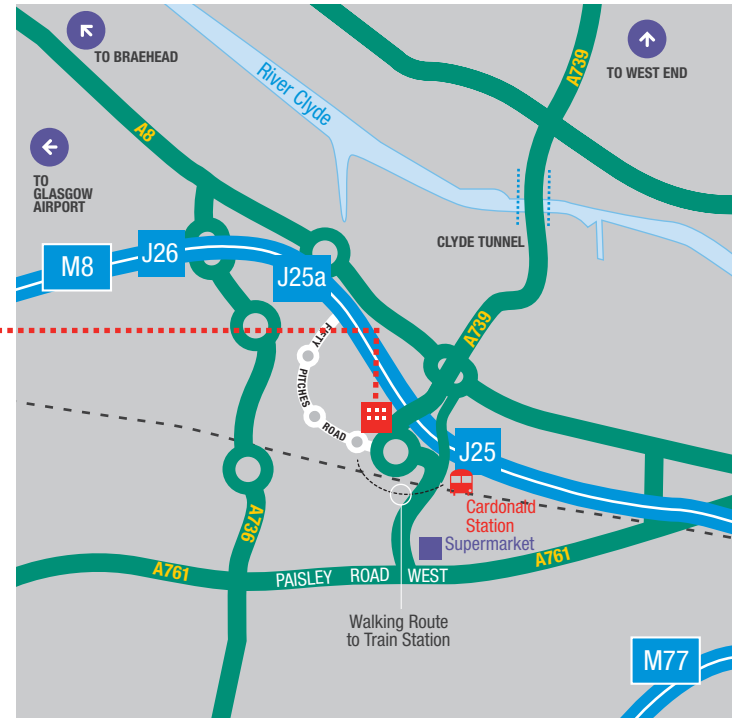 TO BRAEHEAD
A739
TO WEST END
River Clyde
A8
TO
GLASGOW
AIRPORT
CLYDE TUNNEL
J26
M8
J25a
A739
FIFTY
PITCHES
ROAD
J25
Cardonald
Station
A736
Supermarket
A761
A761
PAISLEY ROAD WEST
Walking Route
to Train Station
M77